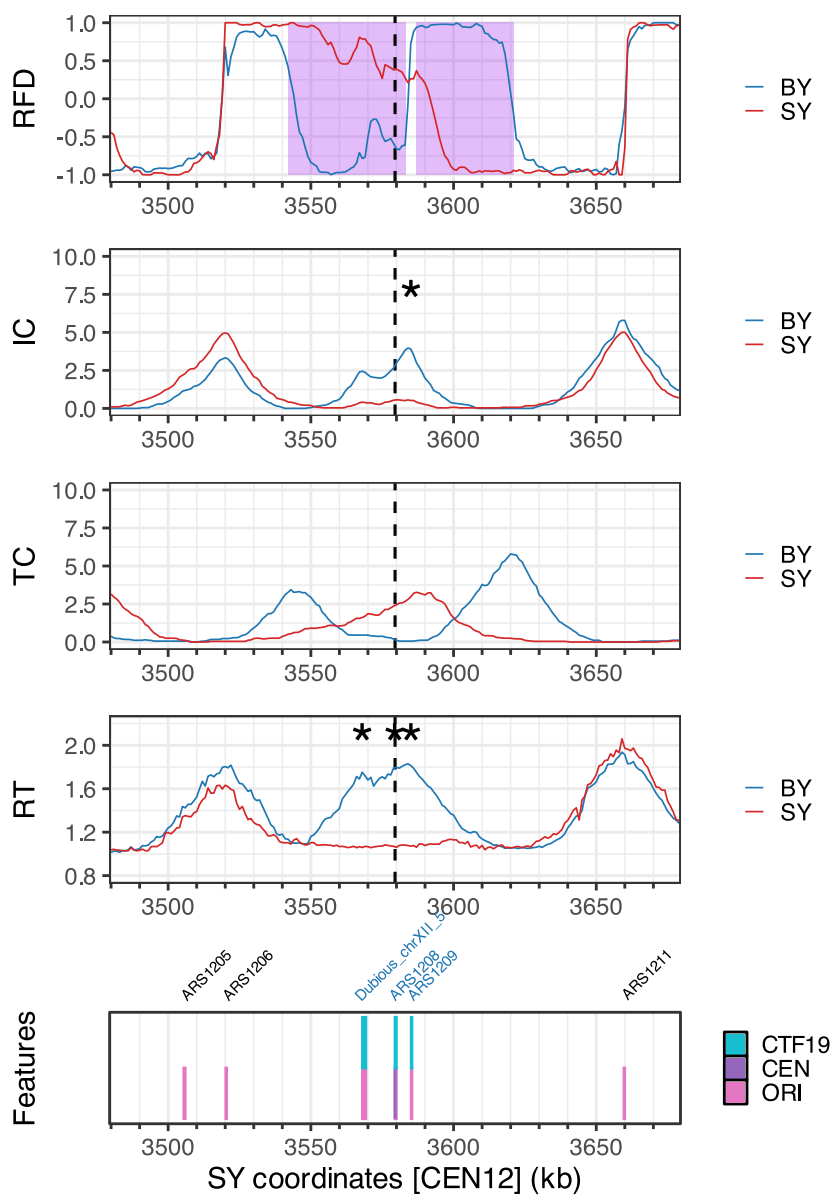 RFD
1.0
0.5
0.0
-0.5
-1.0
3500 3550 3600 3650
BY
SY
IC
10.0
7.5
5.0
2.5
0.0
*
3500 3550 3600 3650
BY
SY
TC
10.0
7.5
5.0
2.5
0.0
3500 3550 3600 3650
BY
SY
RT
2.0
1.6
1.2
0.8
* * *
3500 3550 3600 3650
BY
SY
ARS1205
ARS1206
Dubious_chrXII_5
ARS1208
ARS1209
ARS1211
Features
CTF19
CEN
ORI
3500 3550 3600 3650
SY coordinates [CEN12] (kb)